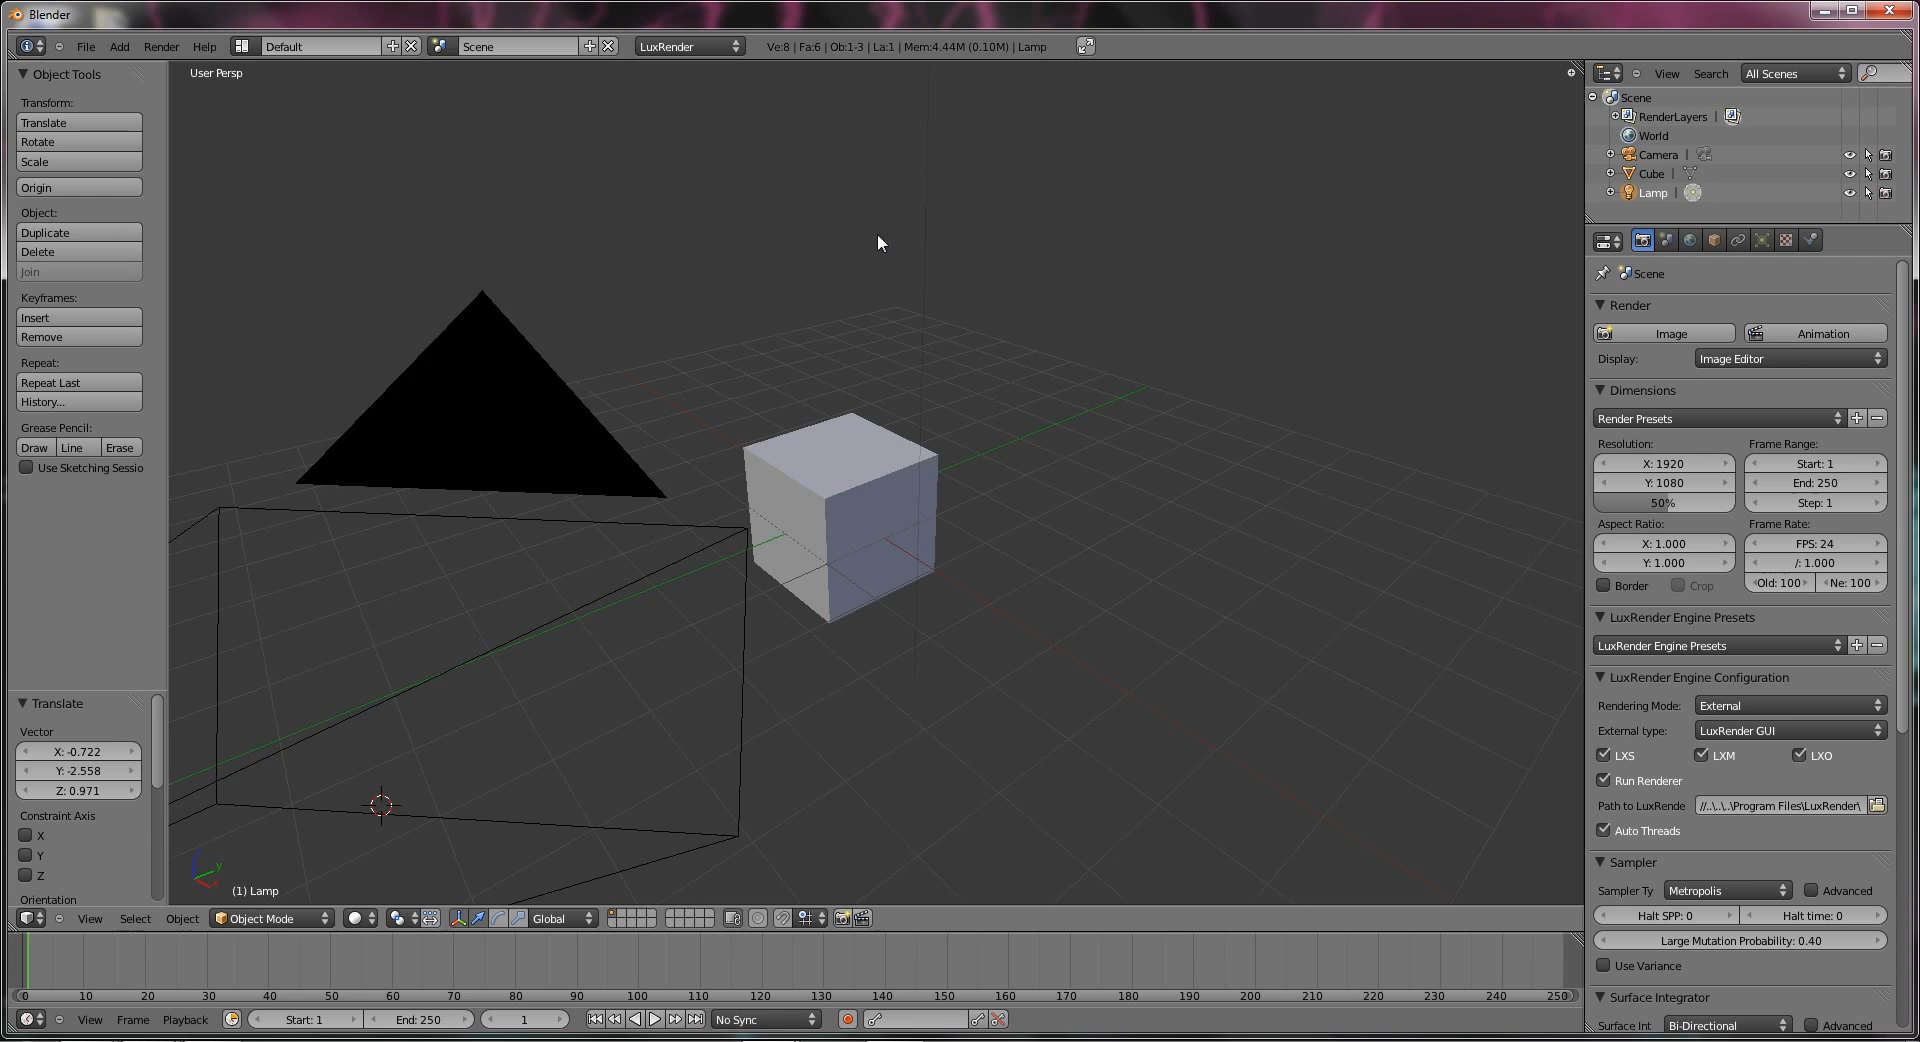 Blender
File Add Render Help Default Scene LuxRender Ve:8 | Fa:6 | Ob:1-3 | La:1 | Mem:4.44M (0.10M) | Lamp
Object Tools
Transform:
Translate
Rotate
Scale
Origin
Object:
Duplicate
Delete
Join
Keyframes:
Insert
Remove
Repeat:
Repeat Last
History...
Grease Pencil:
Draw Line Erase
Use Sketching Sessio
Translate
Vector
X: -0.722
Y: -2.558
Z: 0.971
Constraint Axis
X
Y
Z
Orientation
User Persp
(1) Lamp
View Select Object Object Mode Global
0 10 20 30 40 50 60 70 80 90 100 110 120 130 140 150 160 170 180 190 200 210 220 230 240 250
View Frame Playback Start: 1 End: 250 1 No Sync
View Search All Scenes
Scene
RenderLayers |
World
Camera |
Cube |
Lamp |
Scene
Render
Image Animation
Display: Image Editor
Dimensions
Render Presets
Resolution: Frame Range:
X: 1920 Start: 1
Y: 1080 End: 250
50% Step: 1
Aspect Ratio: Frame Rate:
X: 1.000 FPS: 24
Y: 1.000 /: 1.000
Border Crop Old: 100 Ne: 100
LuxRender Engine Presets
LuxRender Engine Presets
LuxRender Engine Configuration
Rendering Mode: External
External type: LuxRender GUI
LXS LXM LXO
Run Renderer
Path to LuxRende //..\..\..\Program Files\LuxRender\
Auto Threads
Sampler
Sampler Ty Metropolis Advanced
Halt SPP: 0 Halt time: 0
Large Mutation Probability: 0.40
Use Variance
Surface Integrator
Surface Int Bi-Directional Advanced